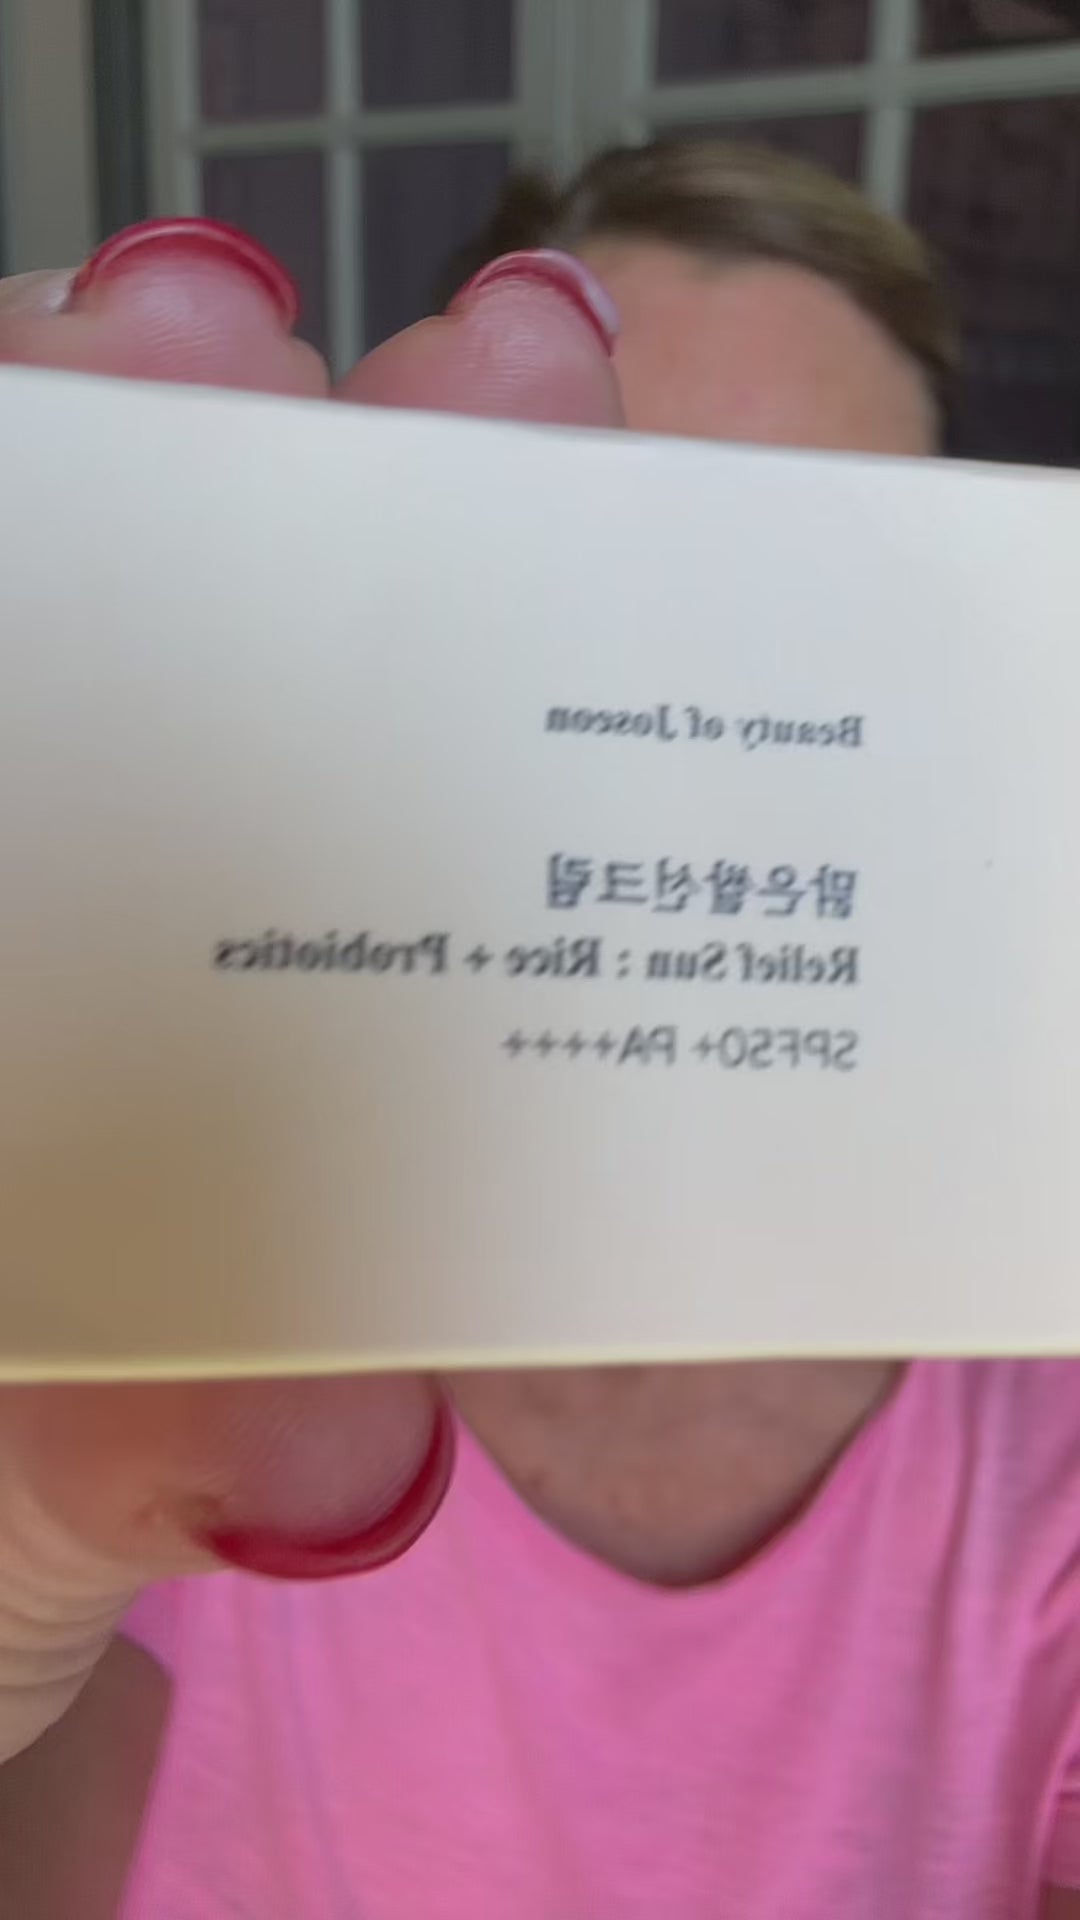 Beauty of Joseon
맑은쌀선크림
Relief Sun : Rice + Probiotics
SPF50+ PA++++